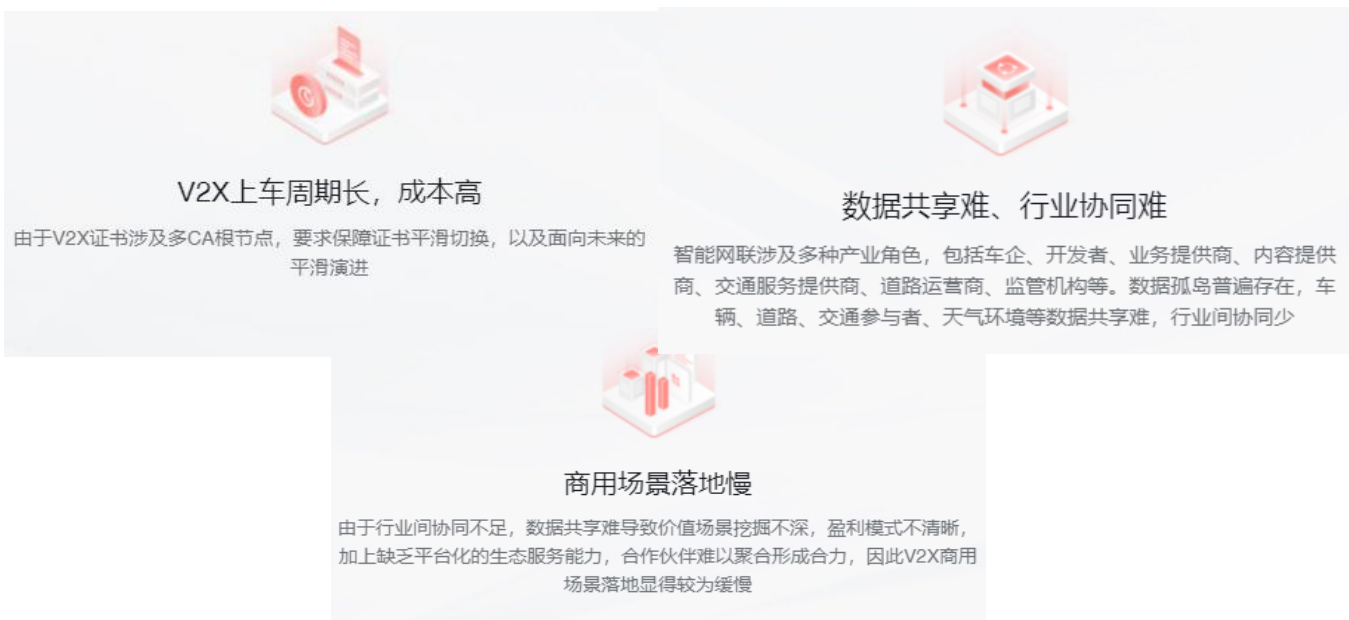 V2X上车周期长，成本高
由于V2X证书涉及多CA根节点，要求保障证书平滑切换，以及面向未来的
平滑演进
数据共享难、行业协同难
智能网联涉及多种产业角色，包括车企、开发者、业务提供商、内容提供
商、交通服务提供商、道路运营商、监管机构等。数据孤岛普遍存在，车
辆、道路、交通参与者、天气环境等数据共享难，行业间协同少
商用场景落地慢
由于行业间协同不足，数据共享难导致价值场景挖掘不深，盈利模式不清晰，
加上缺乏平台化的生态服务能力，合作伙伴难以聚合形成合力，因此V2X商用
场景落地显得较为缓慢